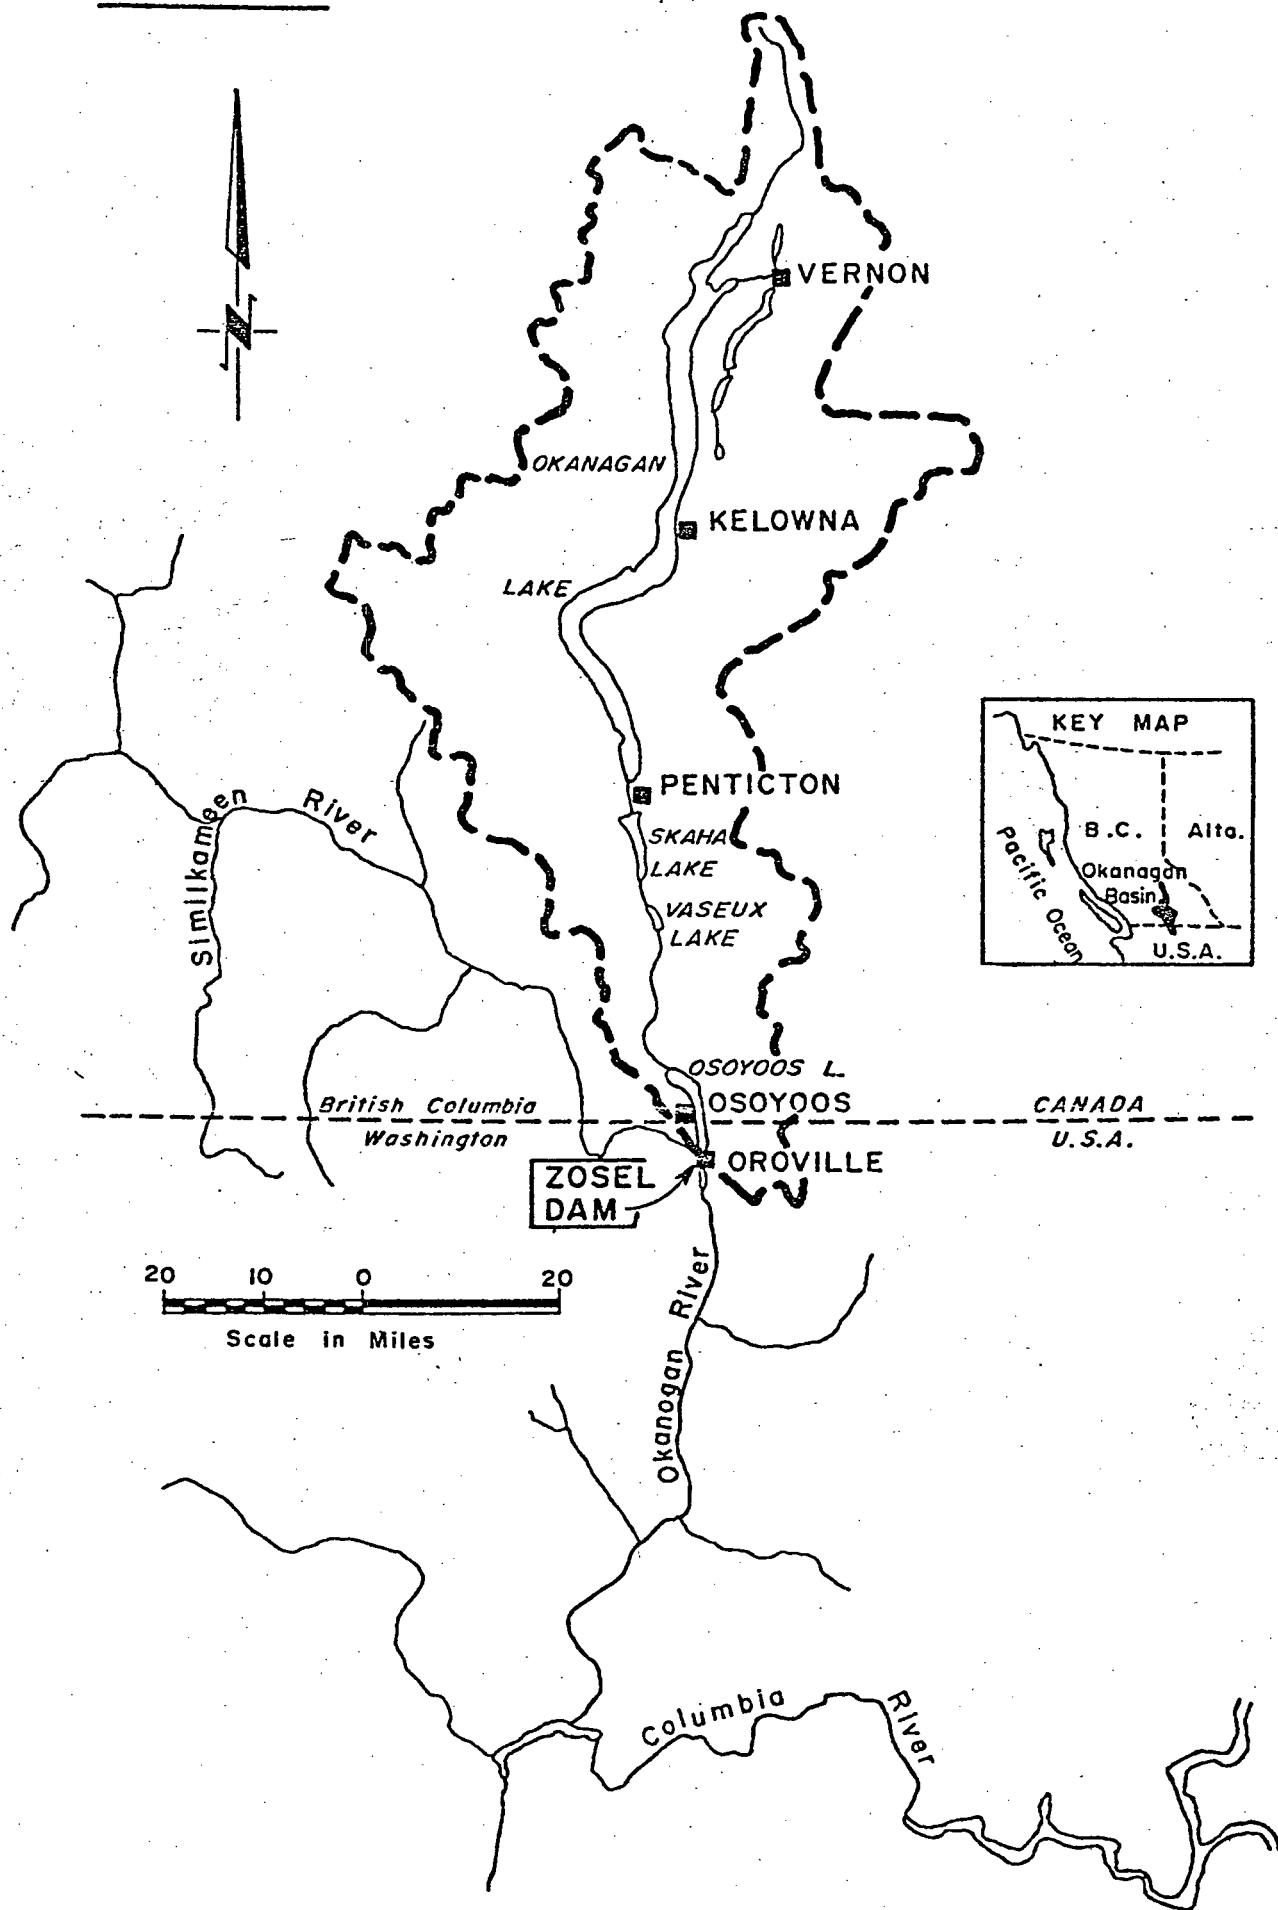 VERNON
OKANAGAN
KELOWNA
LAKE
KEY MAP
B.C. Alta.
Pacific Ocean
Okanagan
Basin
U.S.A.
PENTICTON
Similkameen River
SKAHA
LAKE
VASEUX
LAKE
OSOYOOS L.
OSOYOOS
British Columbia
Washington
CANADA
U.S.A.
OROVILLE
ZOSEL
DAM
20 10 0 20
Scale in Miles
Okanogan River
Columbia River